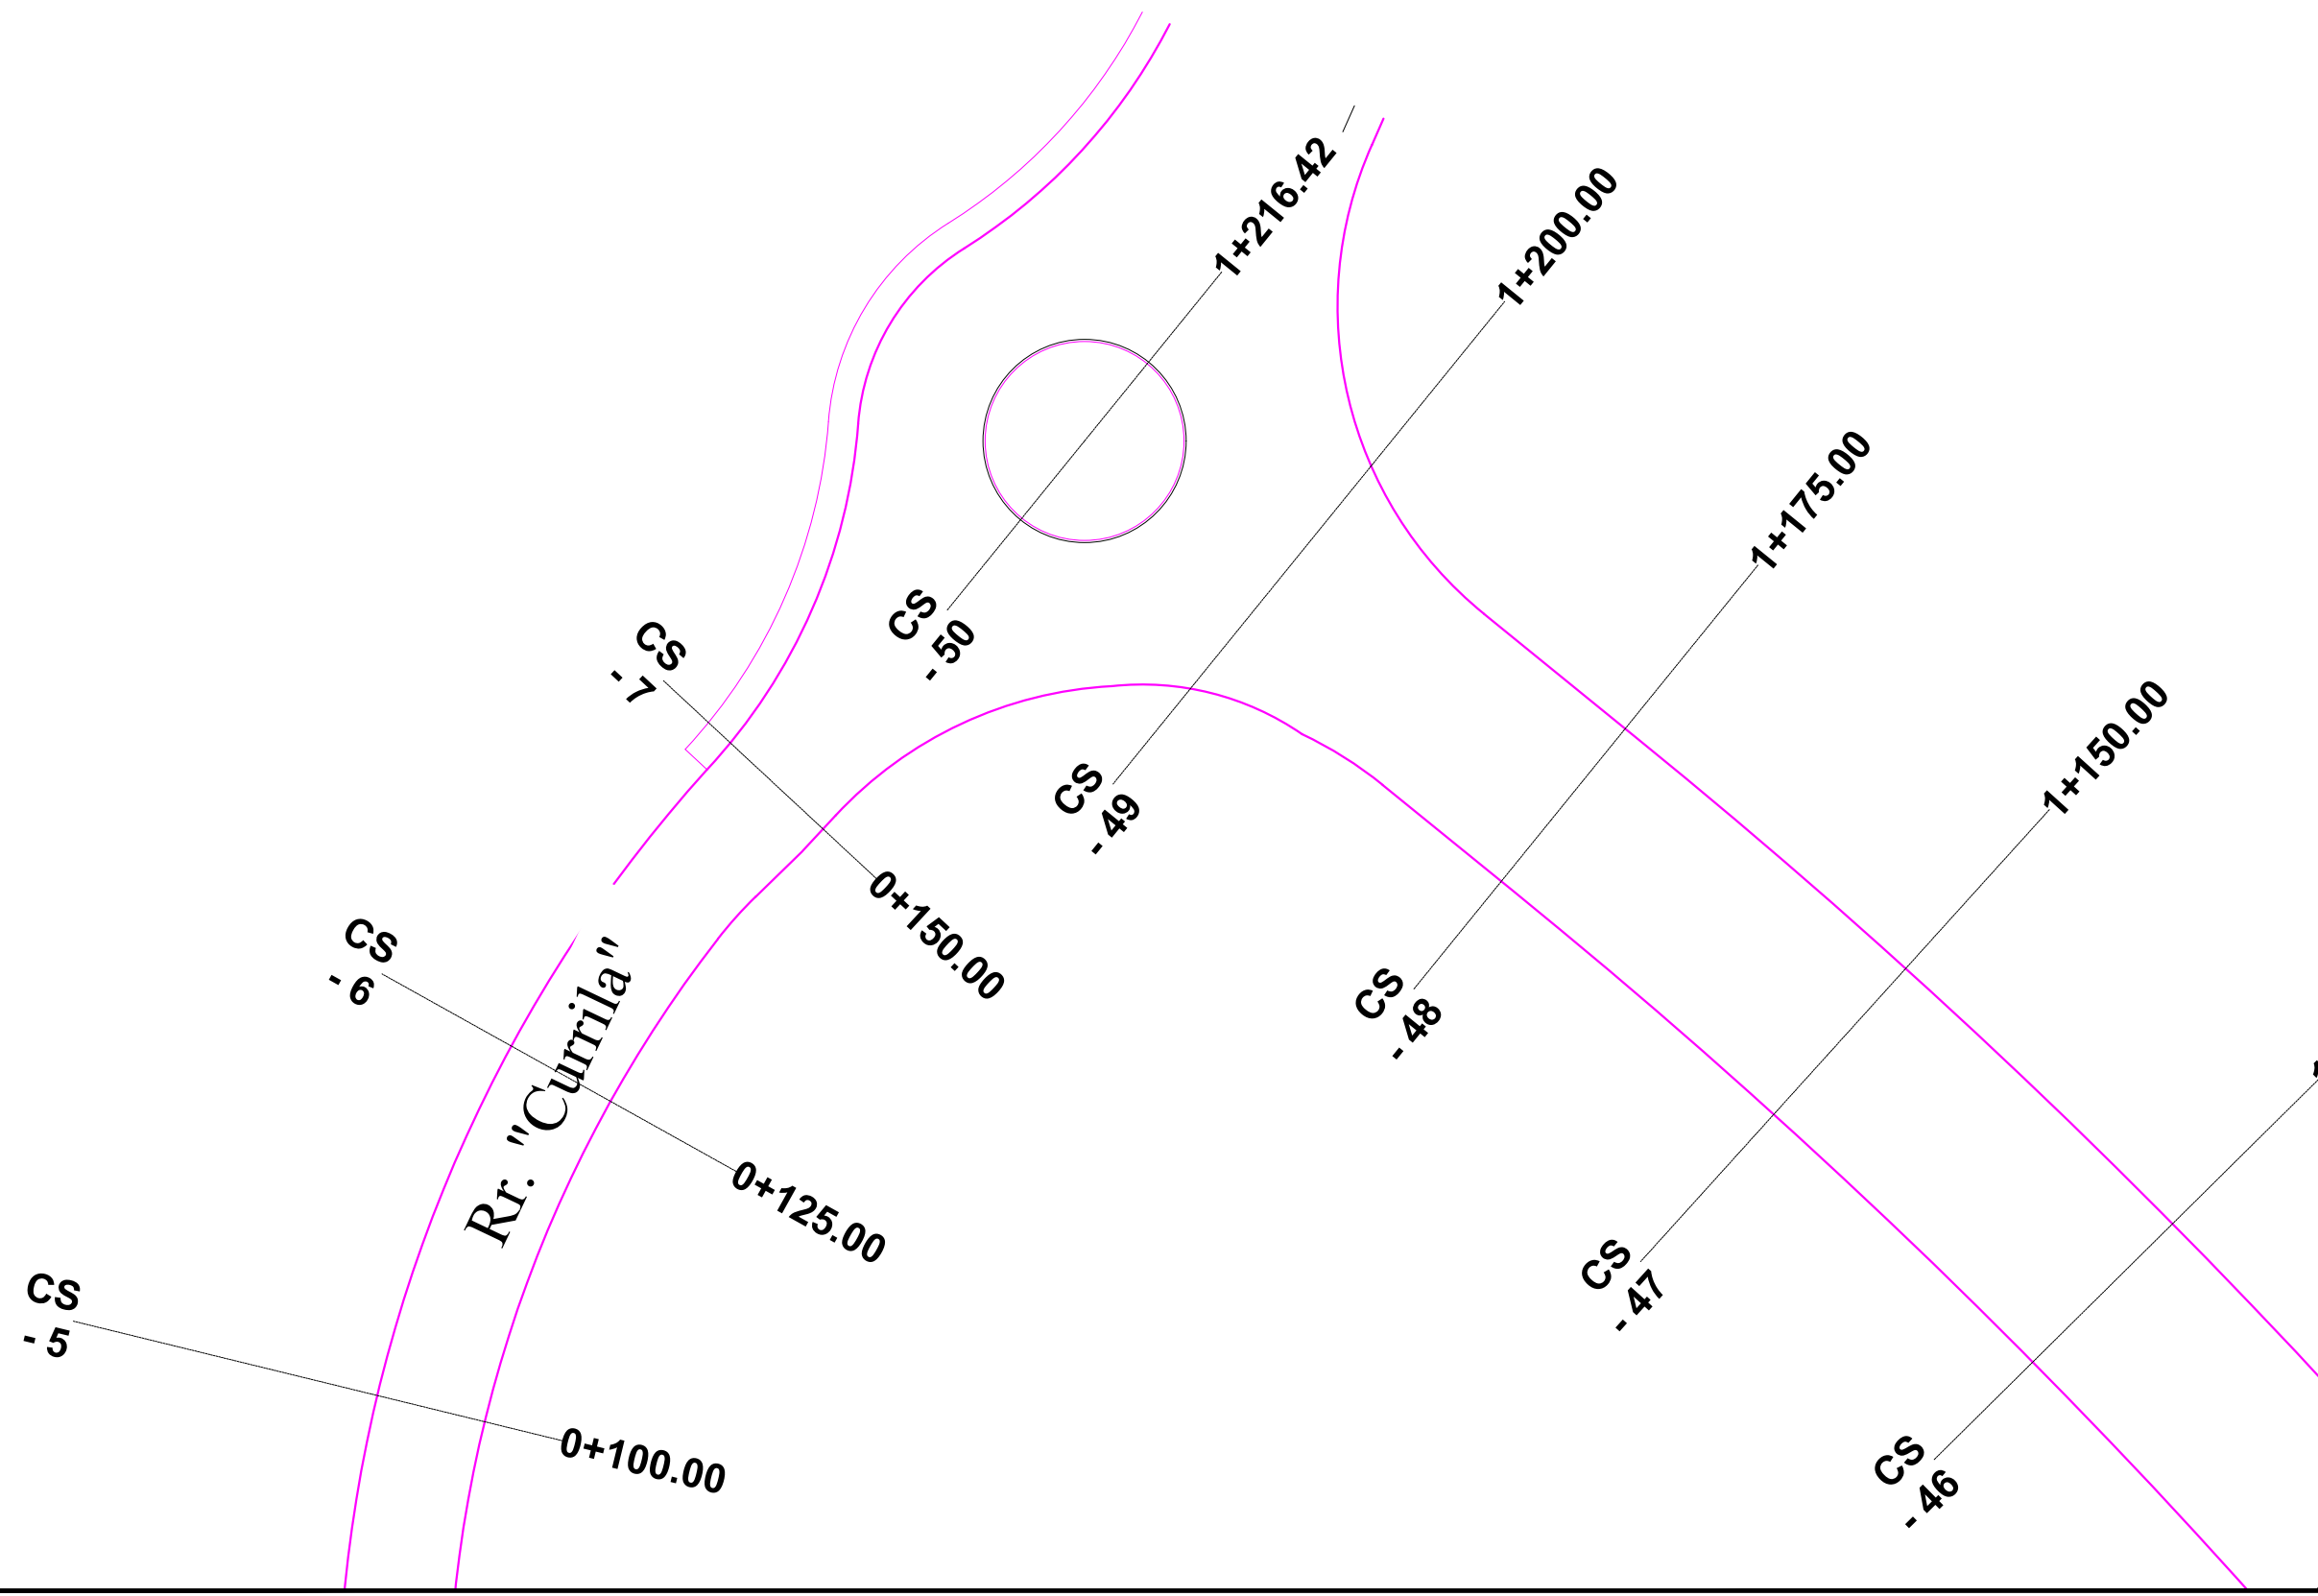 1+216.42
1+200.00
1+175.00
CS
- 50
CS
- 7
1+150.00
CS
- 49
0+150.00
CS
- 6
CS
- 48
Rr. "Currila"
0+125.00
CS
- 47
CS
- 5
0+100.00
CS
- 46